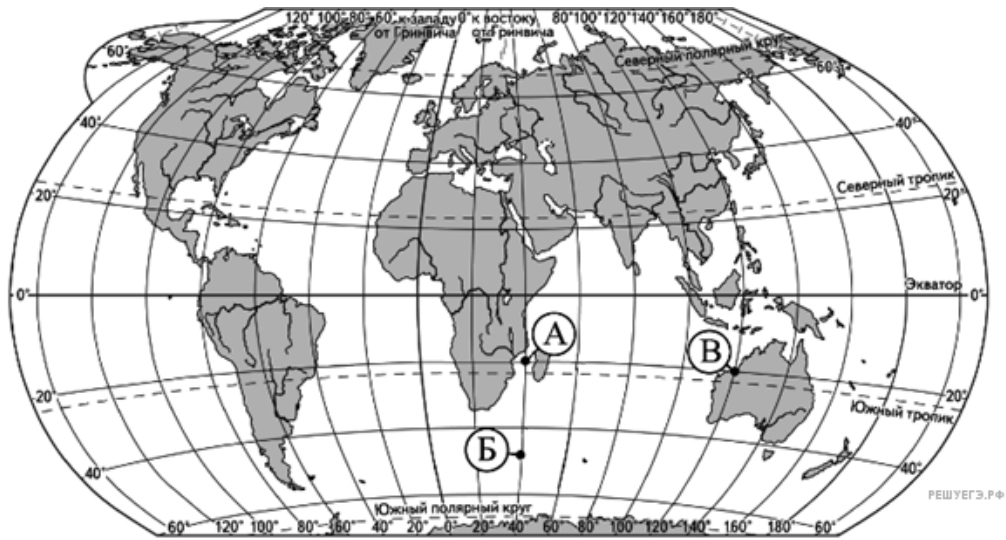 120° 100° 80° 60° к западу 0° к востоку 80° 100° 120° 140° 160° 180°
от Гринвича от Гринвича
60° Северный полярный круг 60°
40° 40°
Северный тропик
20° 20°
Экватор
0° 0°
А
В
20° 20°
Южный тропик
Б
40° 40°
РЕШУЕГЭ.РФ
Южный полярный круг
60° 120° 100° 80° 160° 20° 0° 20° 40° 60° 100° 120° 140° 160° 180° 60°